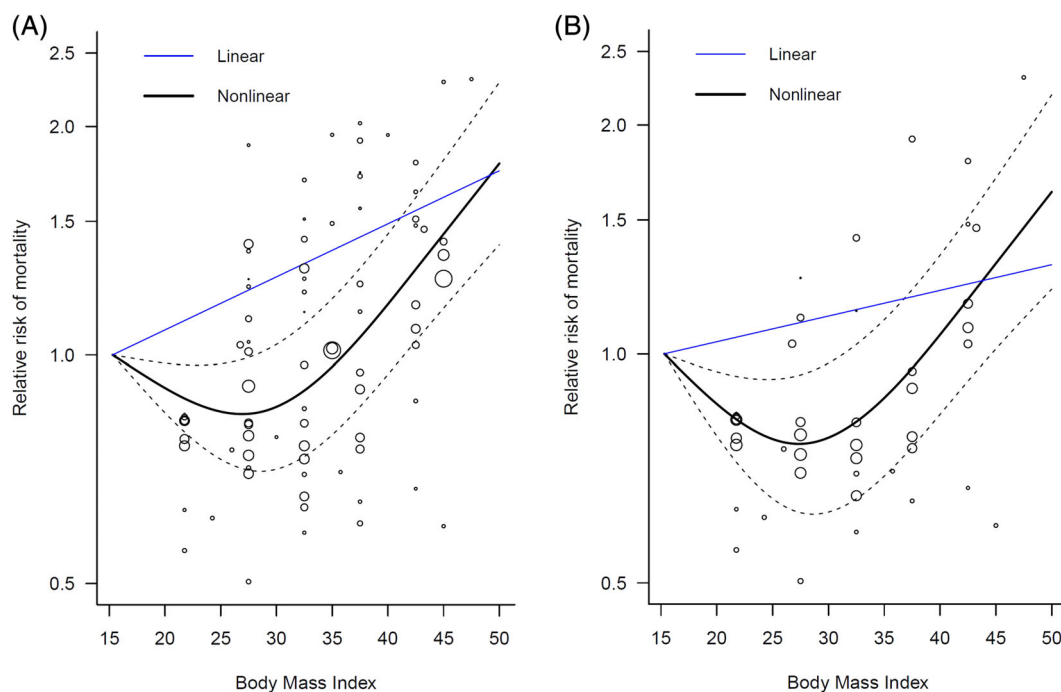 (A)
2.5
2.0
1.5
1.0
0.5
Linear
Nonlinear
Relative risk of mortality
15 20 25 30 35 40 45 50
Body Mass Index
(B)
2.5
2.0
1.5
1.0
0.5
Linear
Nonlinear
Relative risk of mortality
15 20 25 30 35 40 45 50
Body Mass Index